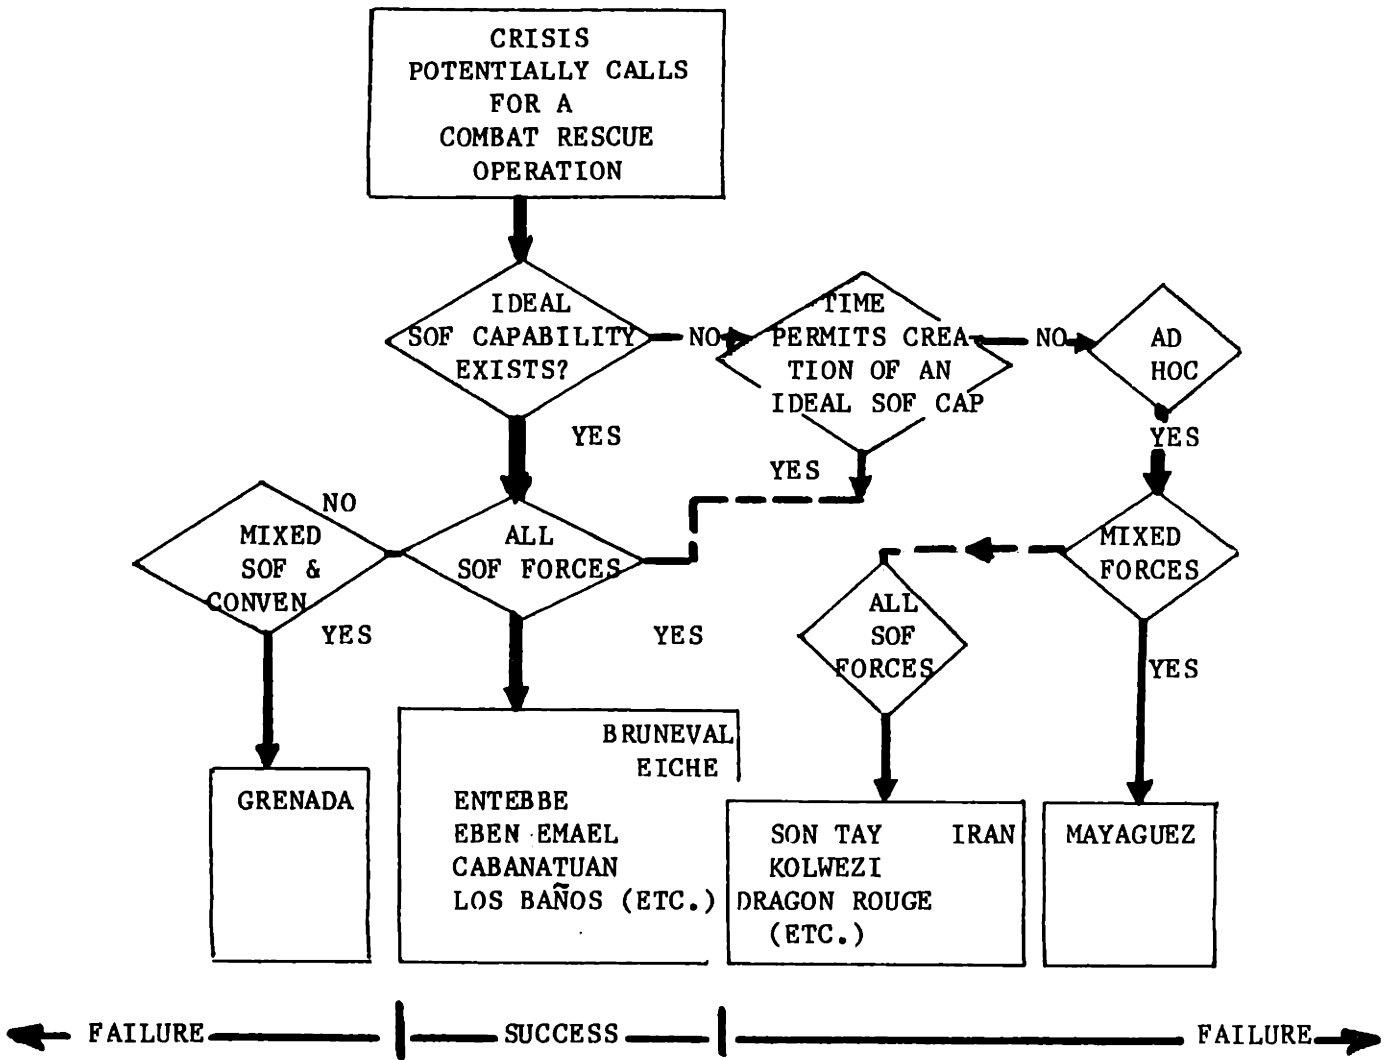 CRISIS
POTENTIALLY CALLS
FOR A
COMBAT RESCUE
OPERATION
IDEAL
SOF CAPABILITY
EXISTS?
NO
TIME
PERMITS CREA-
TION OF AN
IDEAL SOF CAP
NO
AD
HOC
YES
YES
YES
NO
MIXED
SOF &
CONVEN
ALL
SOF FORCES
MIXED
FORCES
ALL
SOF
FORCES
YES
YES
YES
GRENADA
BRUNEVAL
EICHE
ENTEBBE
EBEN EMAEL
CABANATUAN
LOS BAÑOS (ETC.)
SON TAY IRAN
KOLWEZI
DRAGON ROUGE
(ETC.)
MAYAGUEZ
FAILURE
SUCCESS
FAILURE